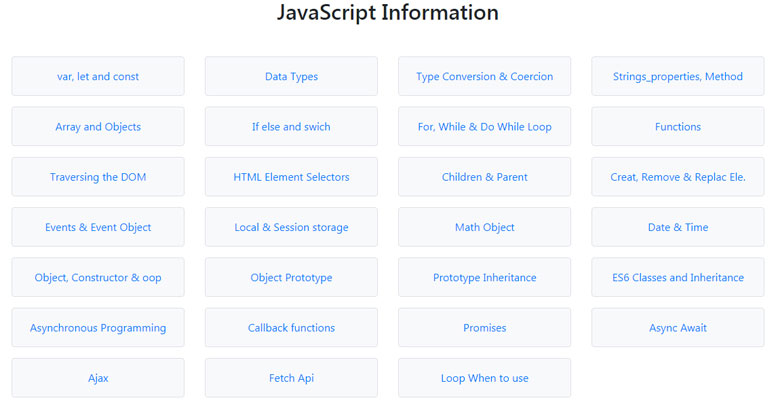 JavaScript Information
var, let and const
Data Types
Type Conversion & Coercion
Strings_properties, Method
Array and Objects
If else and swich
For, While & Do While Loop
Functions
Traversing the DOM
HTML Element Selectors
Children & Parent
Creat, Remove & Replac Ele.
Events & Event Object
Local & Session storage
Math Object
Date & Time
Object, Constructor & oop
Object Prototype
Prototype Inheritance
ES6 Classes and Inheritance
Asynchronous Programming
Callback functions
Promises
Async Await
Ajax
Fetch Api
Loop When to use